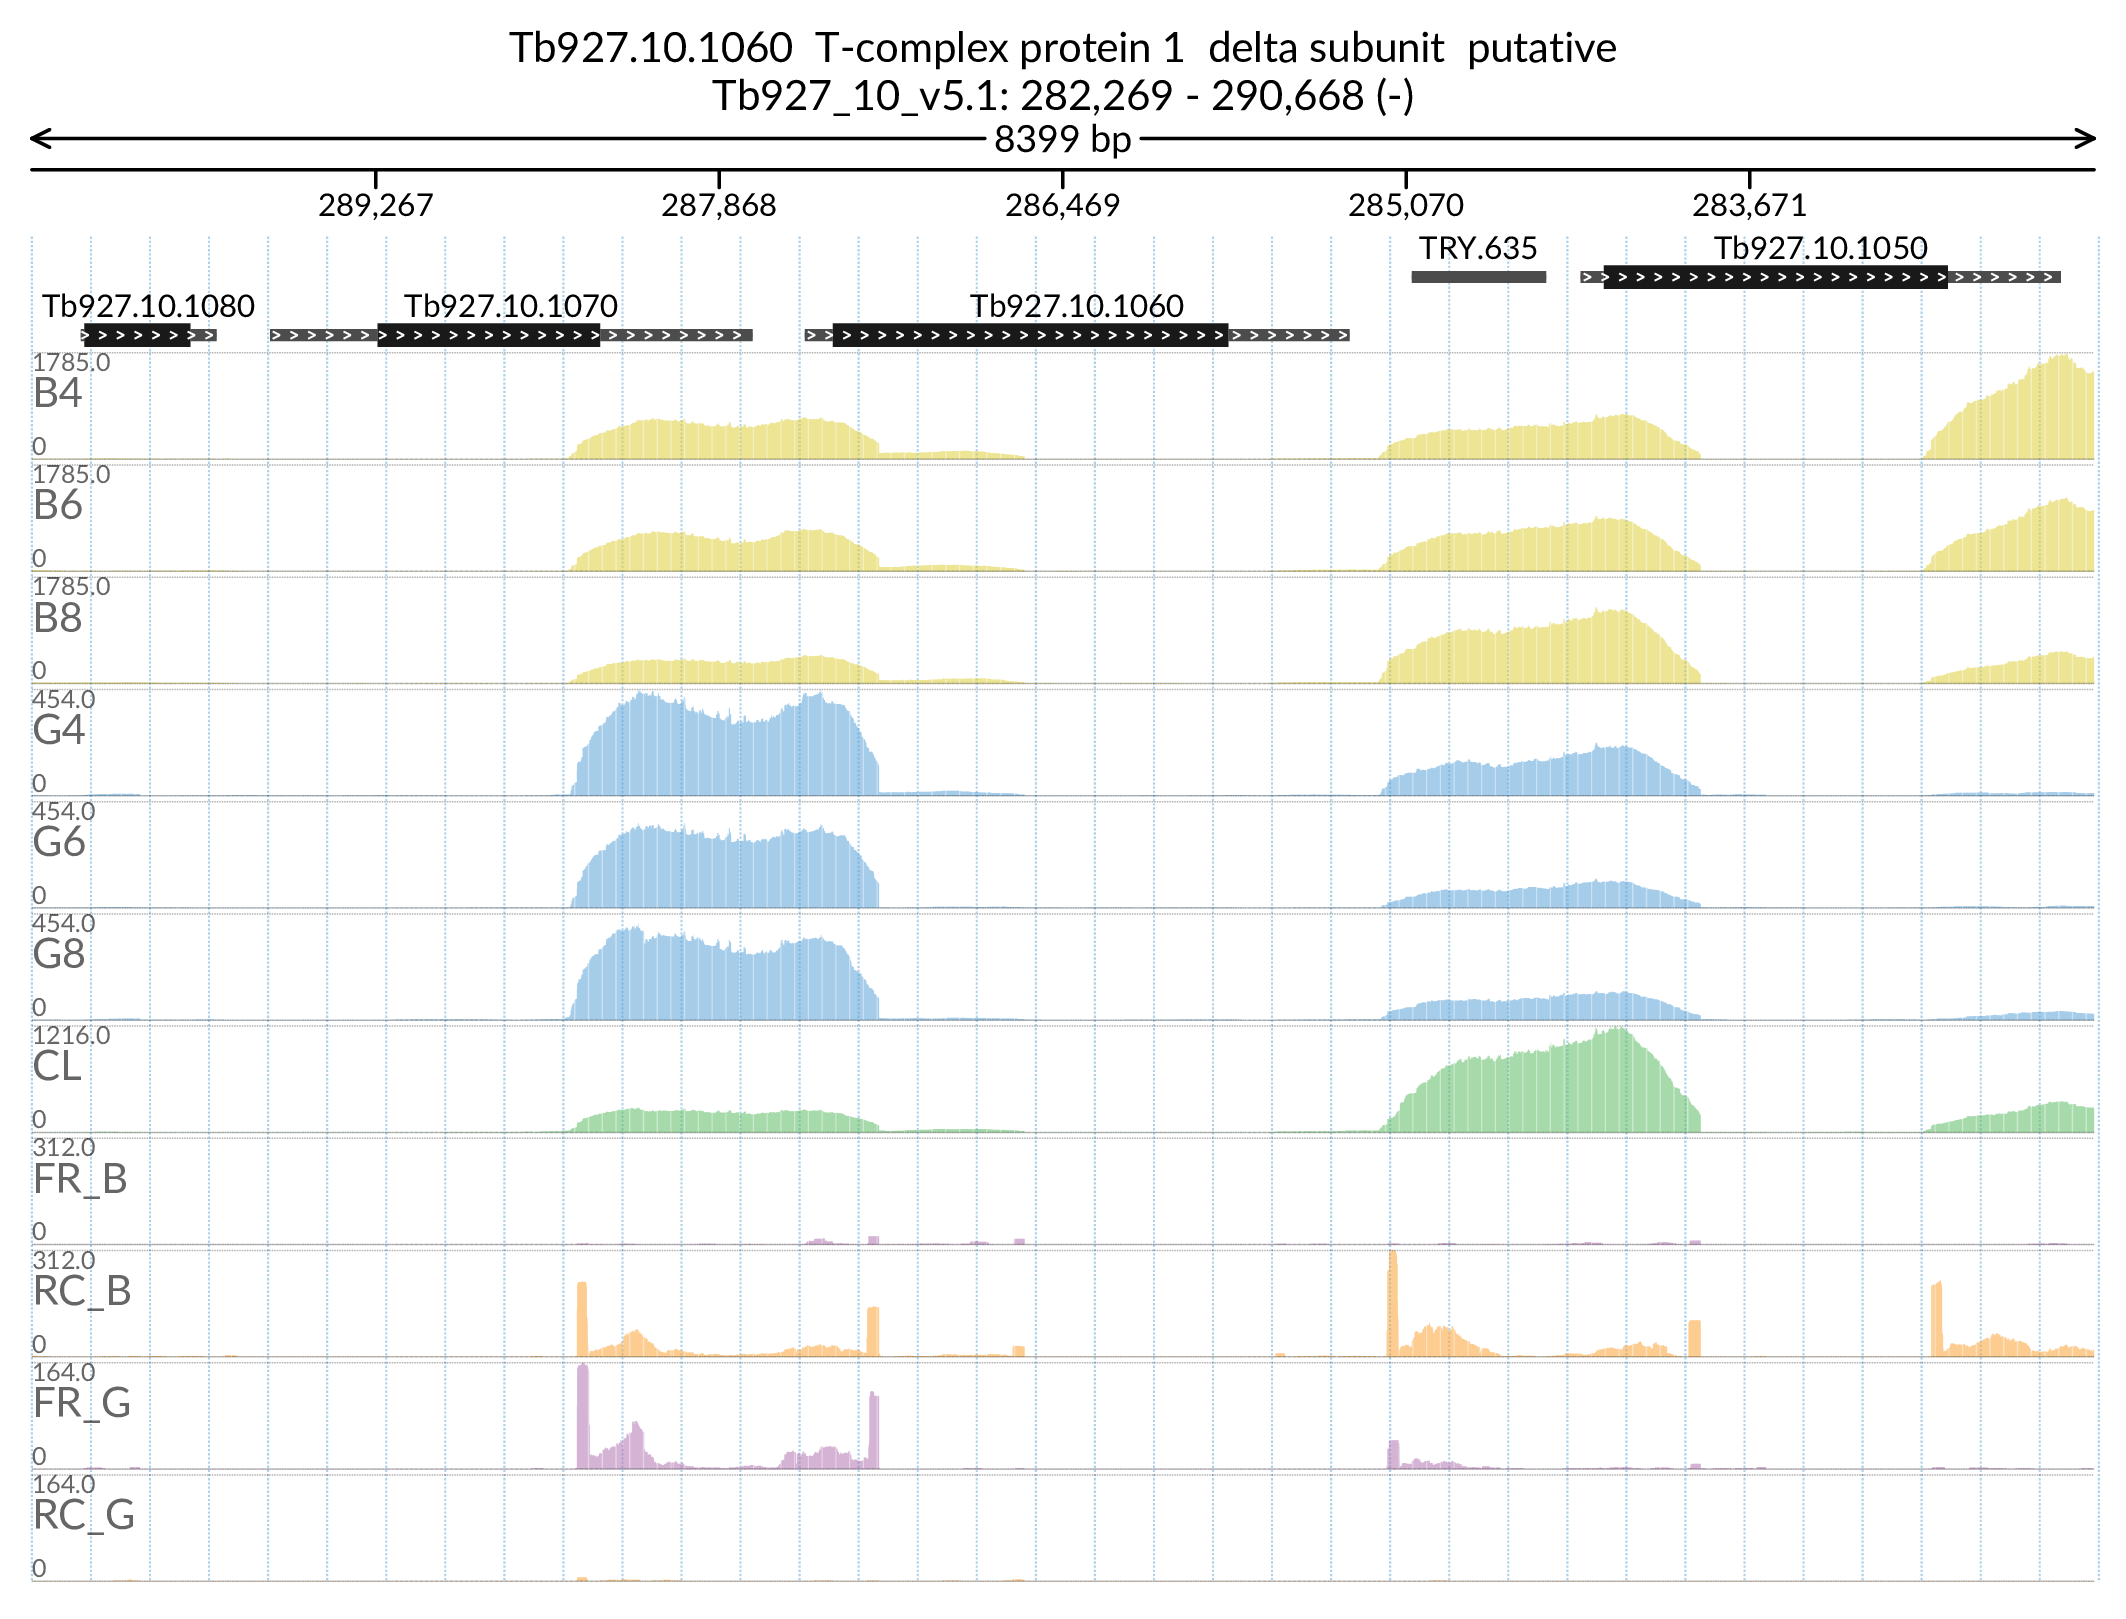 Tb927.10.1060  T-complex protein 1  delta subunit  putative
Tb927_10_v5.1: 282,269 - 290,668 (-)
8399 bp
289,267 287,868 286,469 285,070 283,671
TRY.635 Tb927.10.1050
Tb927.10.1080 Tb927.10.1070 Tb927.10.1060
1785.0
B4
0
1785.0
B6
0
1785.0
B8
0
454.0
G4
0
454.0
G6
0
454.0
G8
0
1216.0
CL
0
312.0
FR_B
0
312.0
RC_B
0
164.0
FR_G
0
164.0
RC_G
0